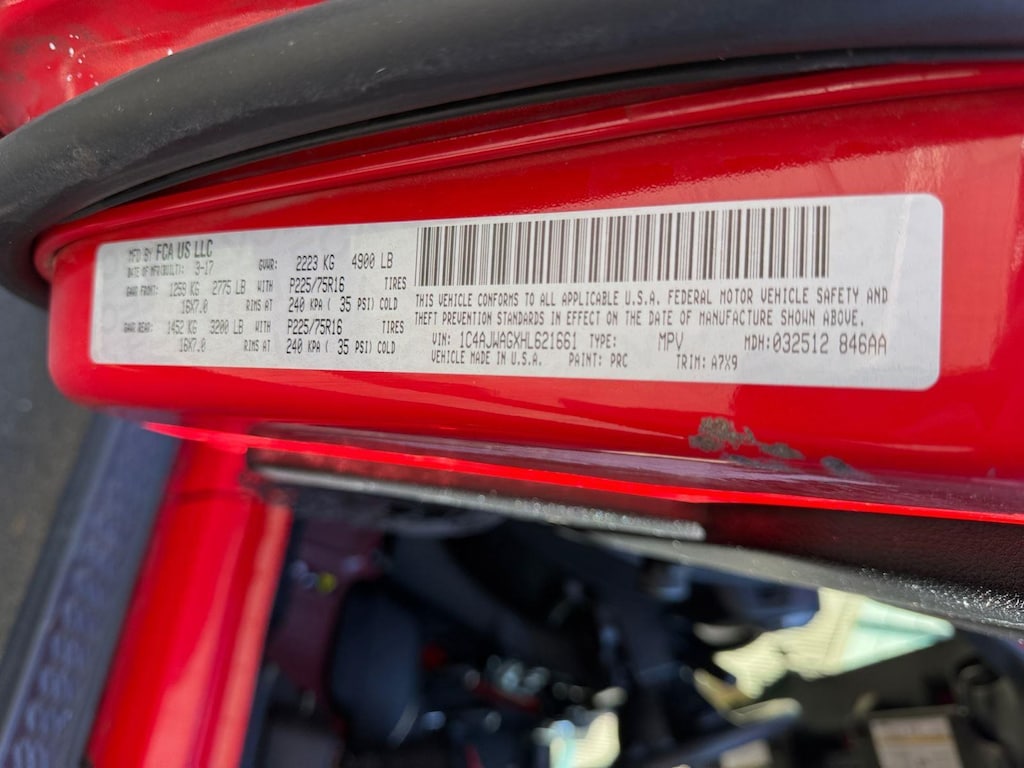 MFD BY FCA US LLC
DATE OF MFR(BUILT): 3-17 GVWR: 2223 KG 4900 LB
GAWR FRONT: 1259 KG 2775 LB WITH P225/75R16 TIRES
16X7.0 RIMS AT 240 KPA ( 35 PSI) COLD
GAWR REAR: 1452 KG 3200 LB WITH P225/75R16 TIRES
16X7.0 RIMS AT 240 KPA ( 35 PSI) COLD
THIS VEHICLE CONFORMS TO ALL APPLICABLE U.S.A. FEDERAL MOTOR VEHICLE SAFETY AND
THEFT PREVENTION STANDARDS IN EFFECT ON THE DATE OF MANUFACTURE SHOWN ABOVE.
VIN: 1C4AJWAGXHL621661 TYPE: MPV MDH: 032512 846AA
VEHICLE MADE IN U.S.A. PAINT: PRC TRIM: A7X9